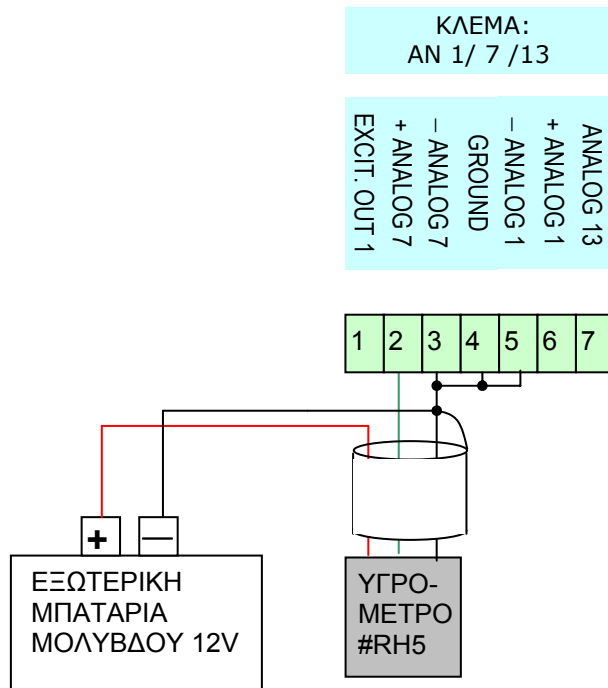 ΚΛΕΜΑ:
AN 1/ 7 /13
EXCIT. OUT 1
+ ANALOG 7
– ANALOG 7
GROUND
– ANALOG 1
+ ANALOG 1
ANALOG 13
1 2 3 4 5 6 7
+ –
ΕΞΩΤΕΡΙΚΗ
ΜΠΑΤΑΡΙΑ
ΜΟΛΥΒΔΟΥ 12V
ΥΓΡΟ-
ΜΕΤΡΟ
#RH5